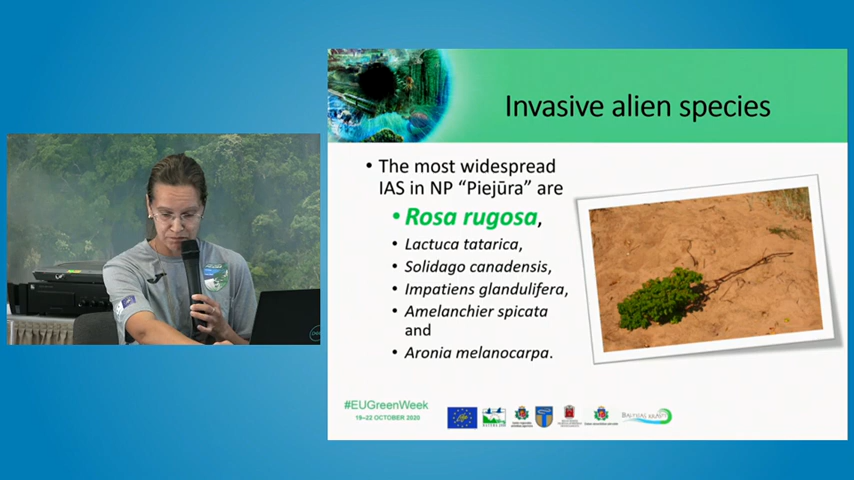 Invasive alien species
• The most widespread
IAS in NP “Piejūra” are
• Rosa rugosa,
• Lactuca tatarica,
• Solidago canadensis,
• Impatiens glandulifera,
• Amelanchier spicata
and
• Aronia melanocarpa.
#EUGreenWeek
19–22 OCTOBER 2020